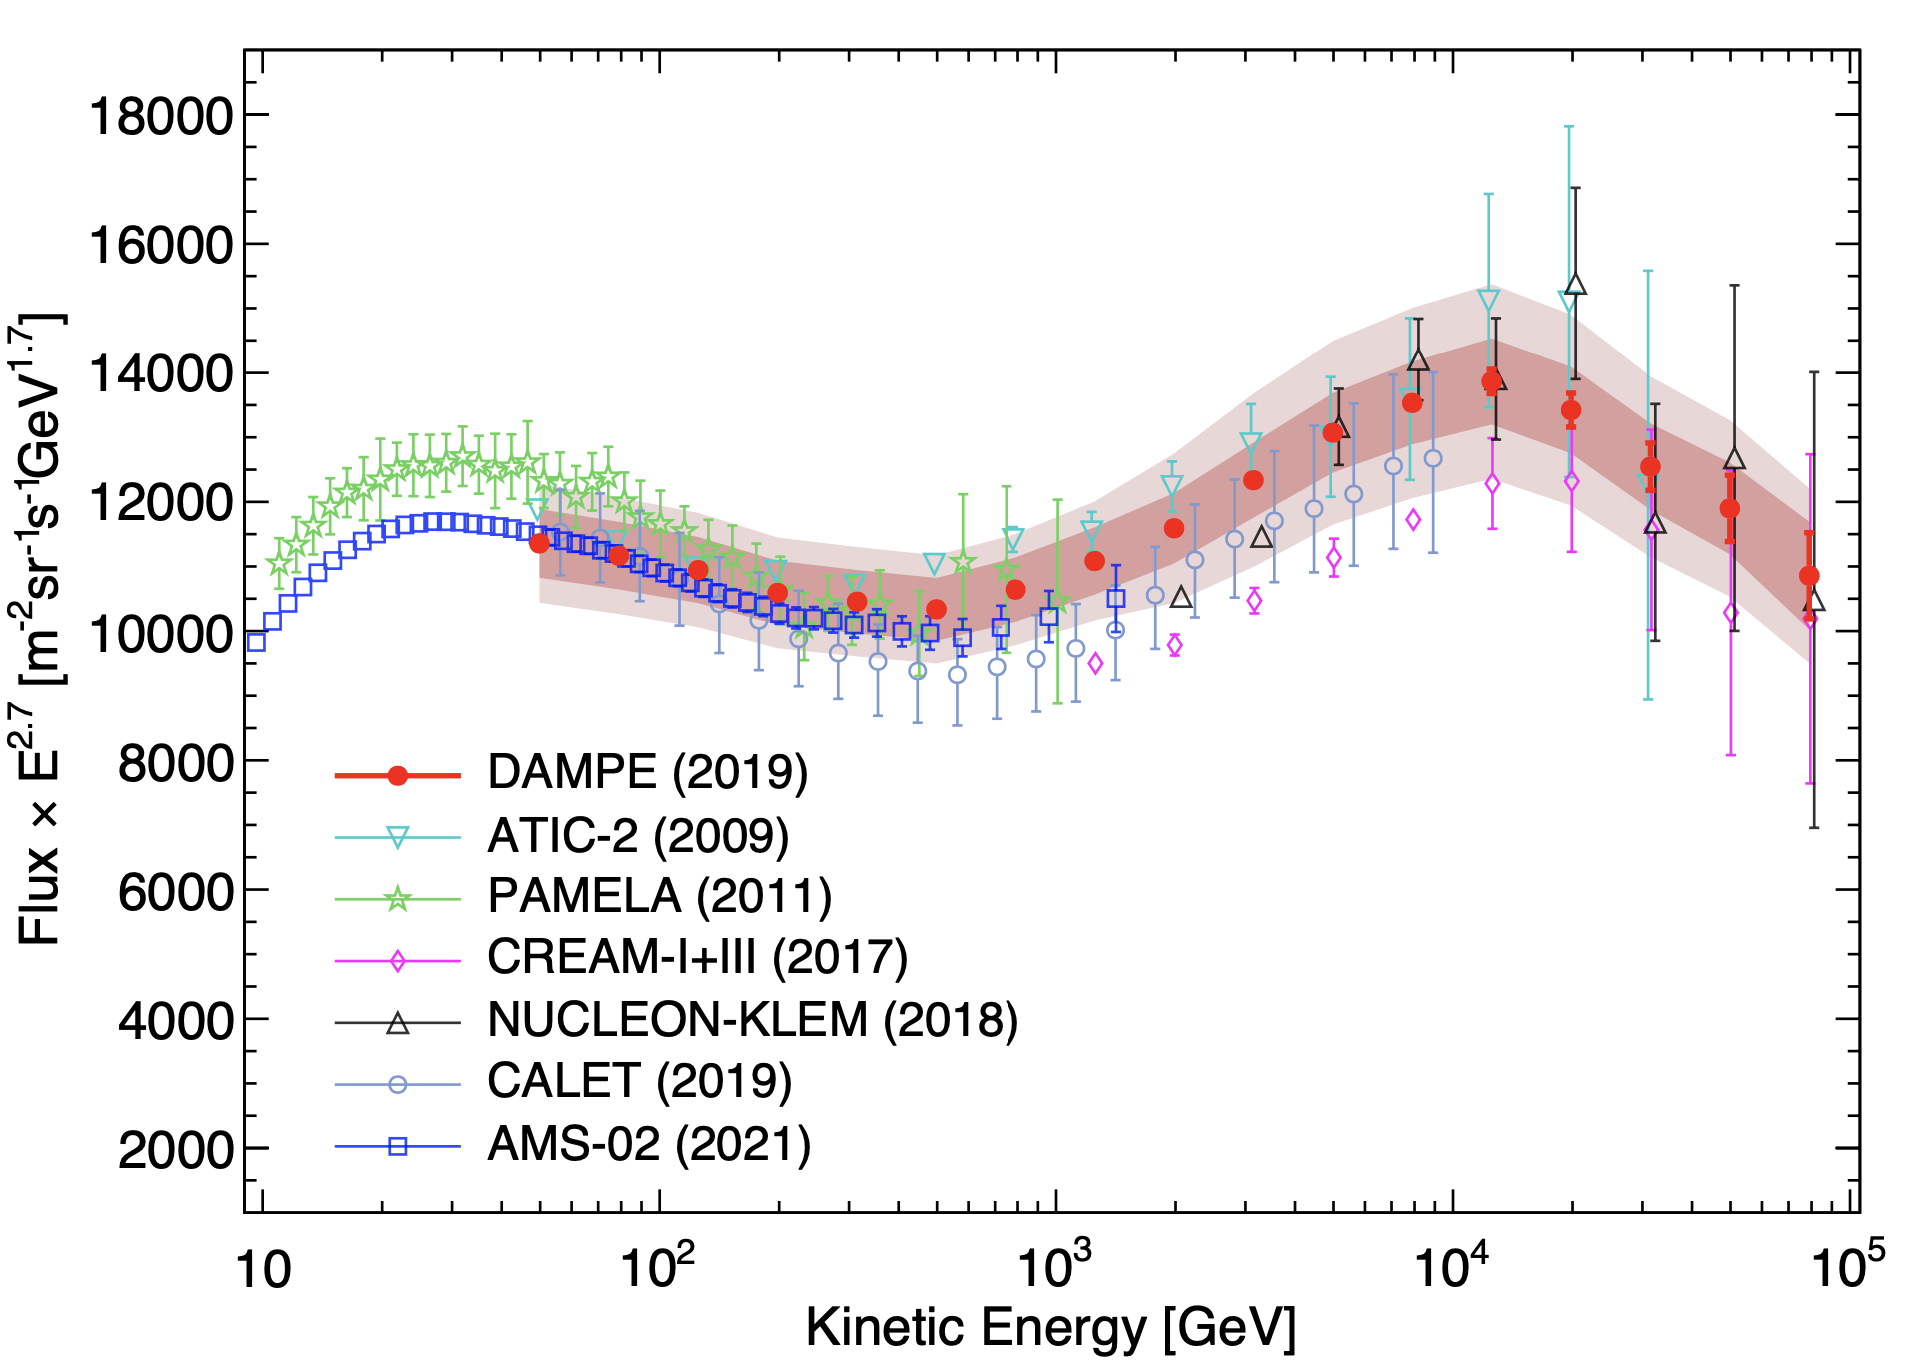 Flux × E^2.7 [m^-2sr^-1s^-1GeV^1.7]
18000
16000
14000
12000
10000
8000
6000
4000
2000
DAMPE (2019)
ATIC-2 (2009)
PAMELA (2011)
CREAM-I+III (2017)
NUCLEON-KLEM (2018)
CALET (2019)
AMS-02 (2021)
10 10^2 10^3 10^4 10^5
Kinetic Energy [GeV]